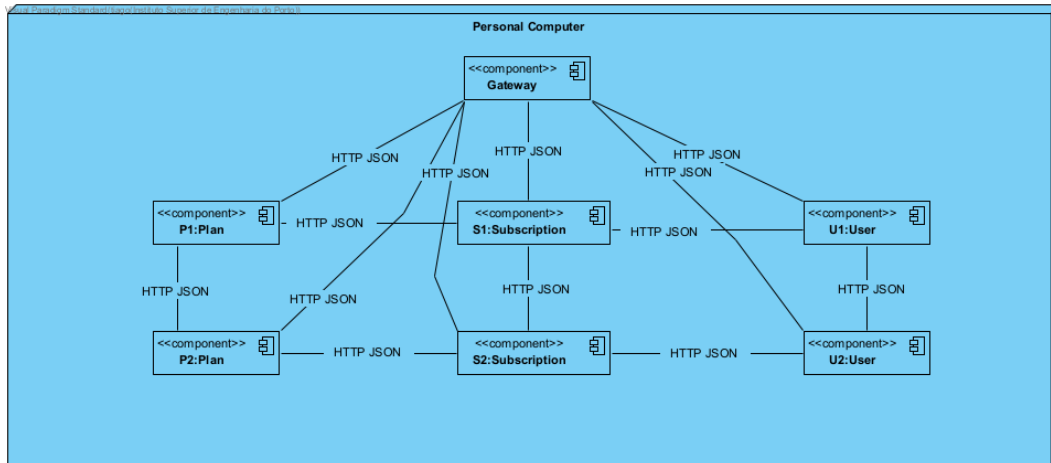 Visual Paradigm Standard(tiago(Instituto Superior de Engenharia do Porto))
Personal Computer
<<component>>
Gateway
HTTP JSON
HTTP JSON
HTTP JSON
HTTP JSON
HTTP JSON
<<component>>
P1:Plan
HTTP JSON
<<component>>
S1:Subscription
HTTP JSON
<<component>>
U1:User
HTTP JSON
HTTP JSON
HTTP JSON
HTTP JSON
HTTP JSON
<<component>>
P2:Plan
HTTP JSON
<<component>>
S2:Subscription
HTTP JSON
<<component>>
U2:User